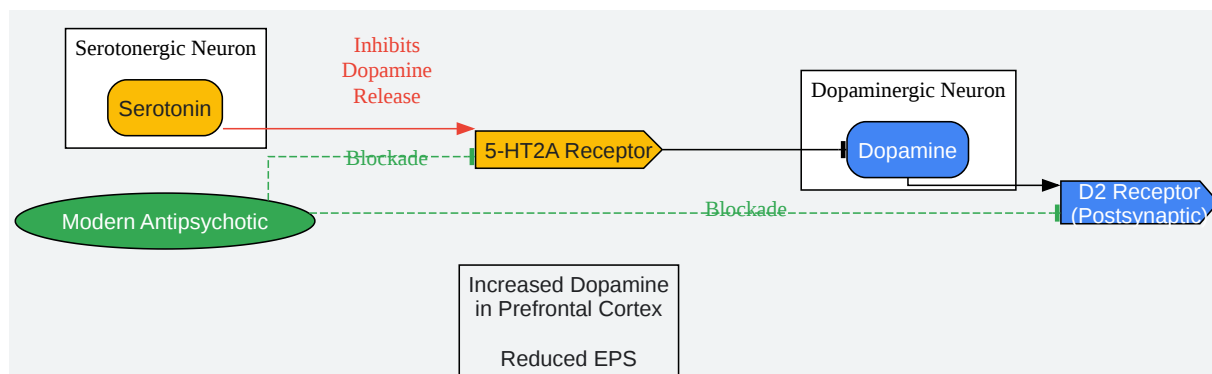 Serotonergic Neuron
Serotonin
Inhibits
Dopamine
Release
5-HT2A Receptor
Blockade
Dopaminergic Neuron
Dopamine
D2 Receptor
(Postsynaptic)
Modern Antipsychotic
Blockade
Increased Dopamine
in Prefrontal Cortex
Reduced EPS